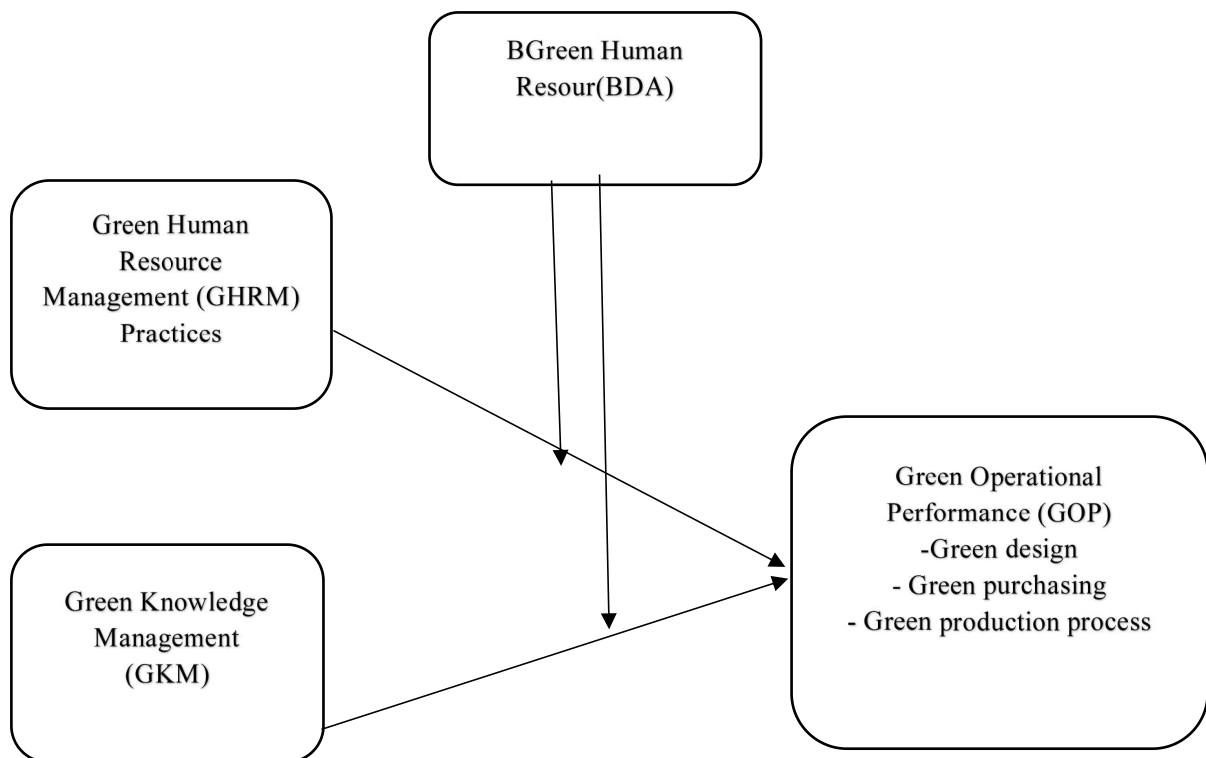 BGreen Human
Resour(BDA)
Green Human
Resource
Management (GHRM)
Practices
Green Operational
Performance (GOP)
-Green design
- Green purchasing
- Green production process
Green Knowledge
Management
(GKM)